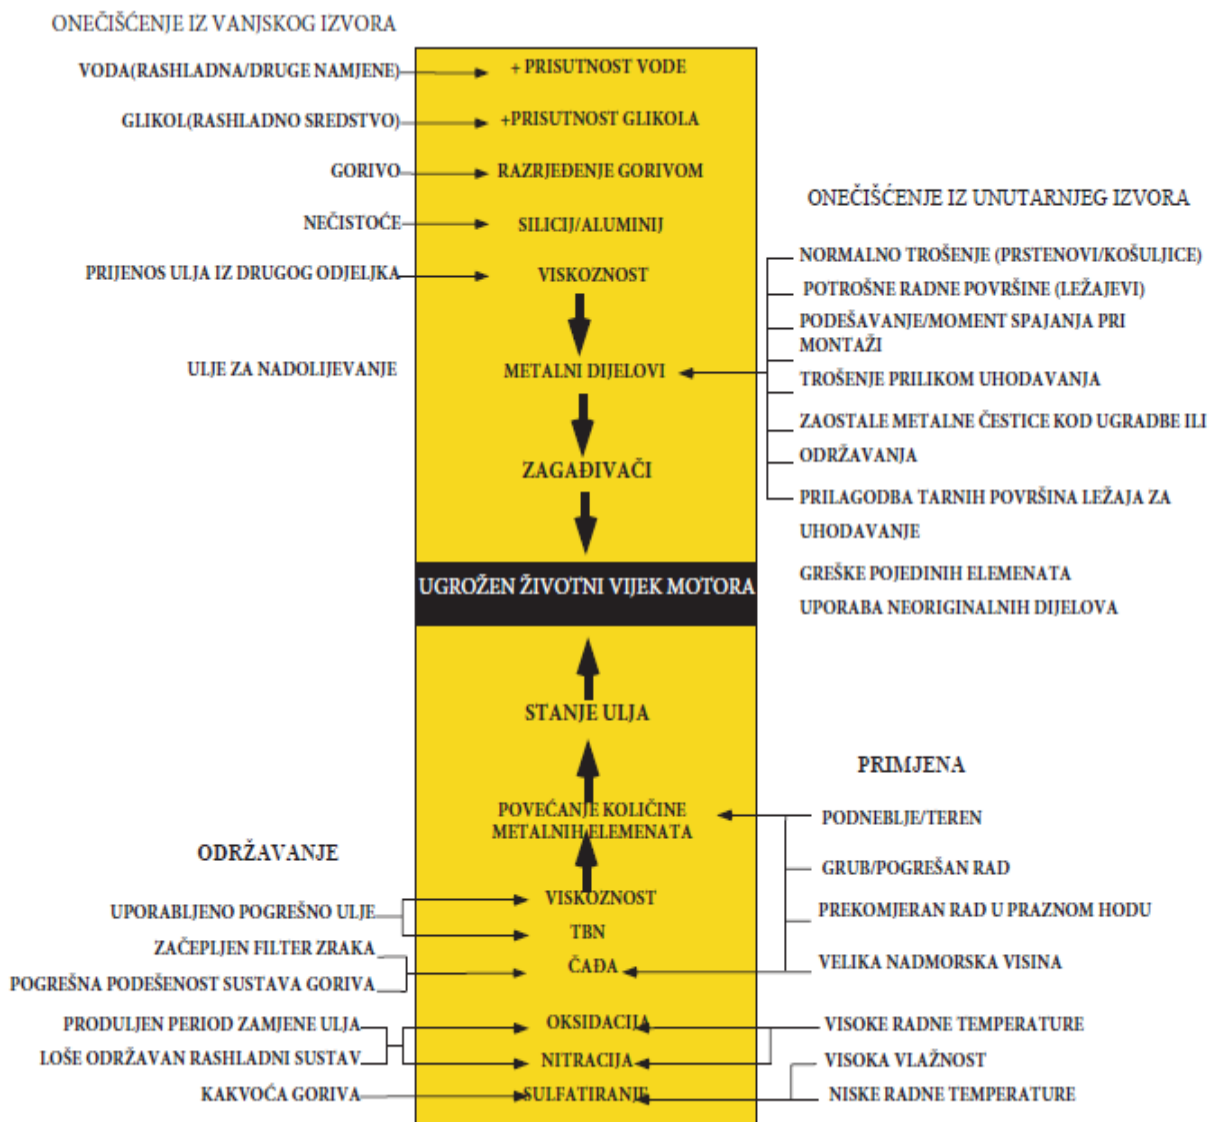 ONEČIŠĆENJE IZ VANJSKOG IZVORA
VODA(RASHLADNA/DRUGE NAMJENE)
+ PRISUTNOST VODE
GLIKOL(RASHLADNO SREDSTVO)
+PRISUTNOST GLIKOLA
GORIVO
RAZRJEĐENJE GORIVOM
NEČISTOĆE
SILICIJ/ALUMINIJ
PRIJENOS ULJA IZ DRUGOG ODJELJKA
VISKOZNOST
ULJE ZA NADOLIJEVANJE
METALNI DIJELOVI
ZAGAĐIVAČI
ONEČIŠĆENJE IZ UNUTARNJEG IZVORA
NORMALNO TROŠENJE (PRSTENOVI/KOŠULJICE)
POTROŠNE RADNE POVRŠINE (LEŽAJEVI)
PODEŠAVANJE/MOMENT SPAJANJA PRI
MONTAŽI
TROŠENJE PRILIKOM UHODAVANJA
ZAOSTALE METALNE ČESTICE KOD UGRADBE ILI
ODRŽAVANJA
PRILAGODBA TARNIH POVRŠINA LEŽAJA ZA
UHODAVANJE
GREŠKE POJEDINIH ELEMENATA
UPORABA NEORIGINALNIH DIJELOVA
UGROŽEN ŽIVOTNI VIJEK MOTORA
STANJE ULJA
POVEĆANJE KOLIČINE
METALNIH ELEMENATA
ODRŽAVANJE
UPORABLJENO POGREŠNO ULJE
VISKOZNOST
TBN
ZAČEPLJEN FILTER ZRAKA
POGREŠNA PODEŠENOST SUSTAVA GORIVA
ČAĐA
PRODULJEN PERIOD ZAMJENE ULJA
OKSIDACIJA
LOŠE ODRŽAVAN RASHLADNI SUSTAV
NITRACIJA
KAKVOĆA GORIVA
SULFATIRANJE
PRIMJENA
PODNEBLJE/TEREN
GRUB/POGREŠAN RAD
PREKOMJERAN RAD U PRAZNOM HODU
VELIKA NADMORSKA VISINA
VISOKE RADNE TEMPERATURE
VISOKA VLAŽNOST
NISKE RADNE TEMPERATURE